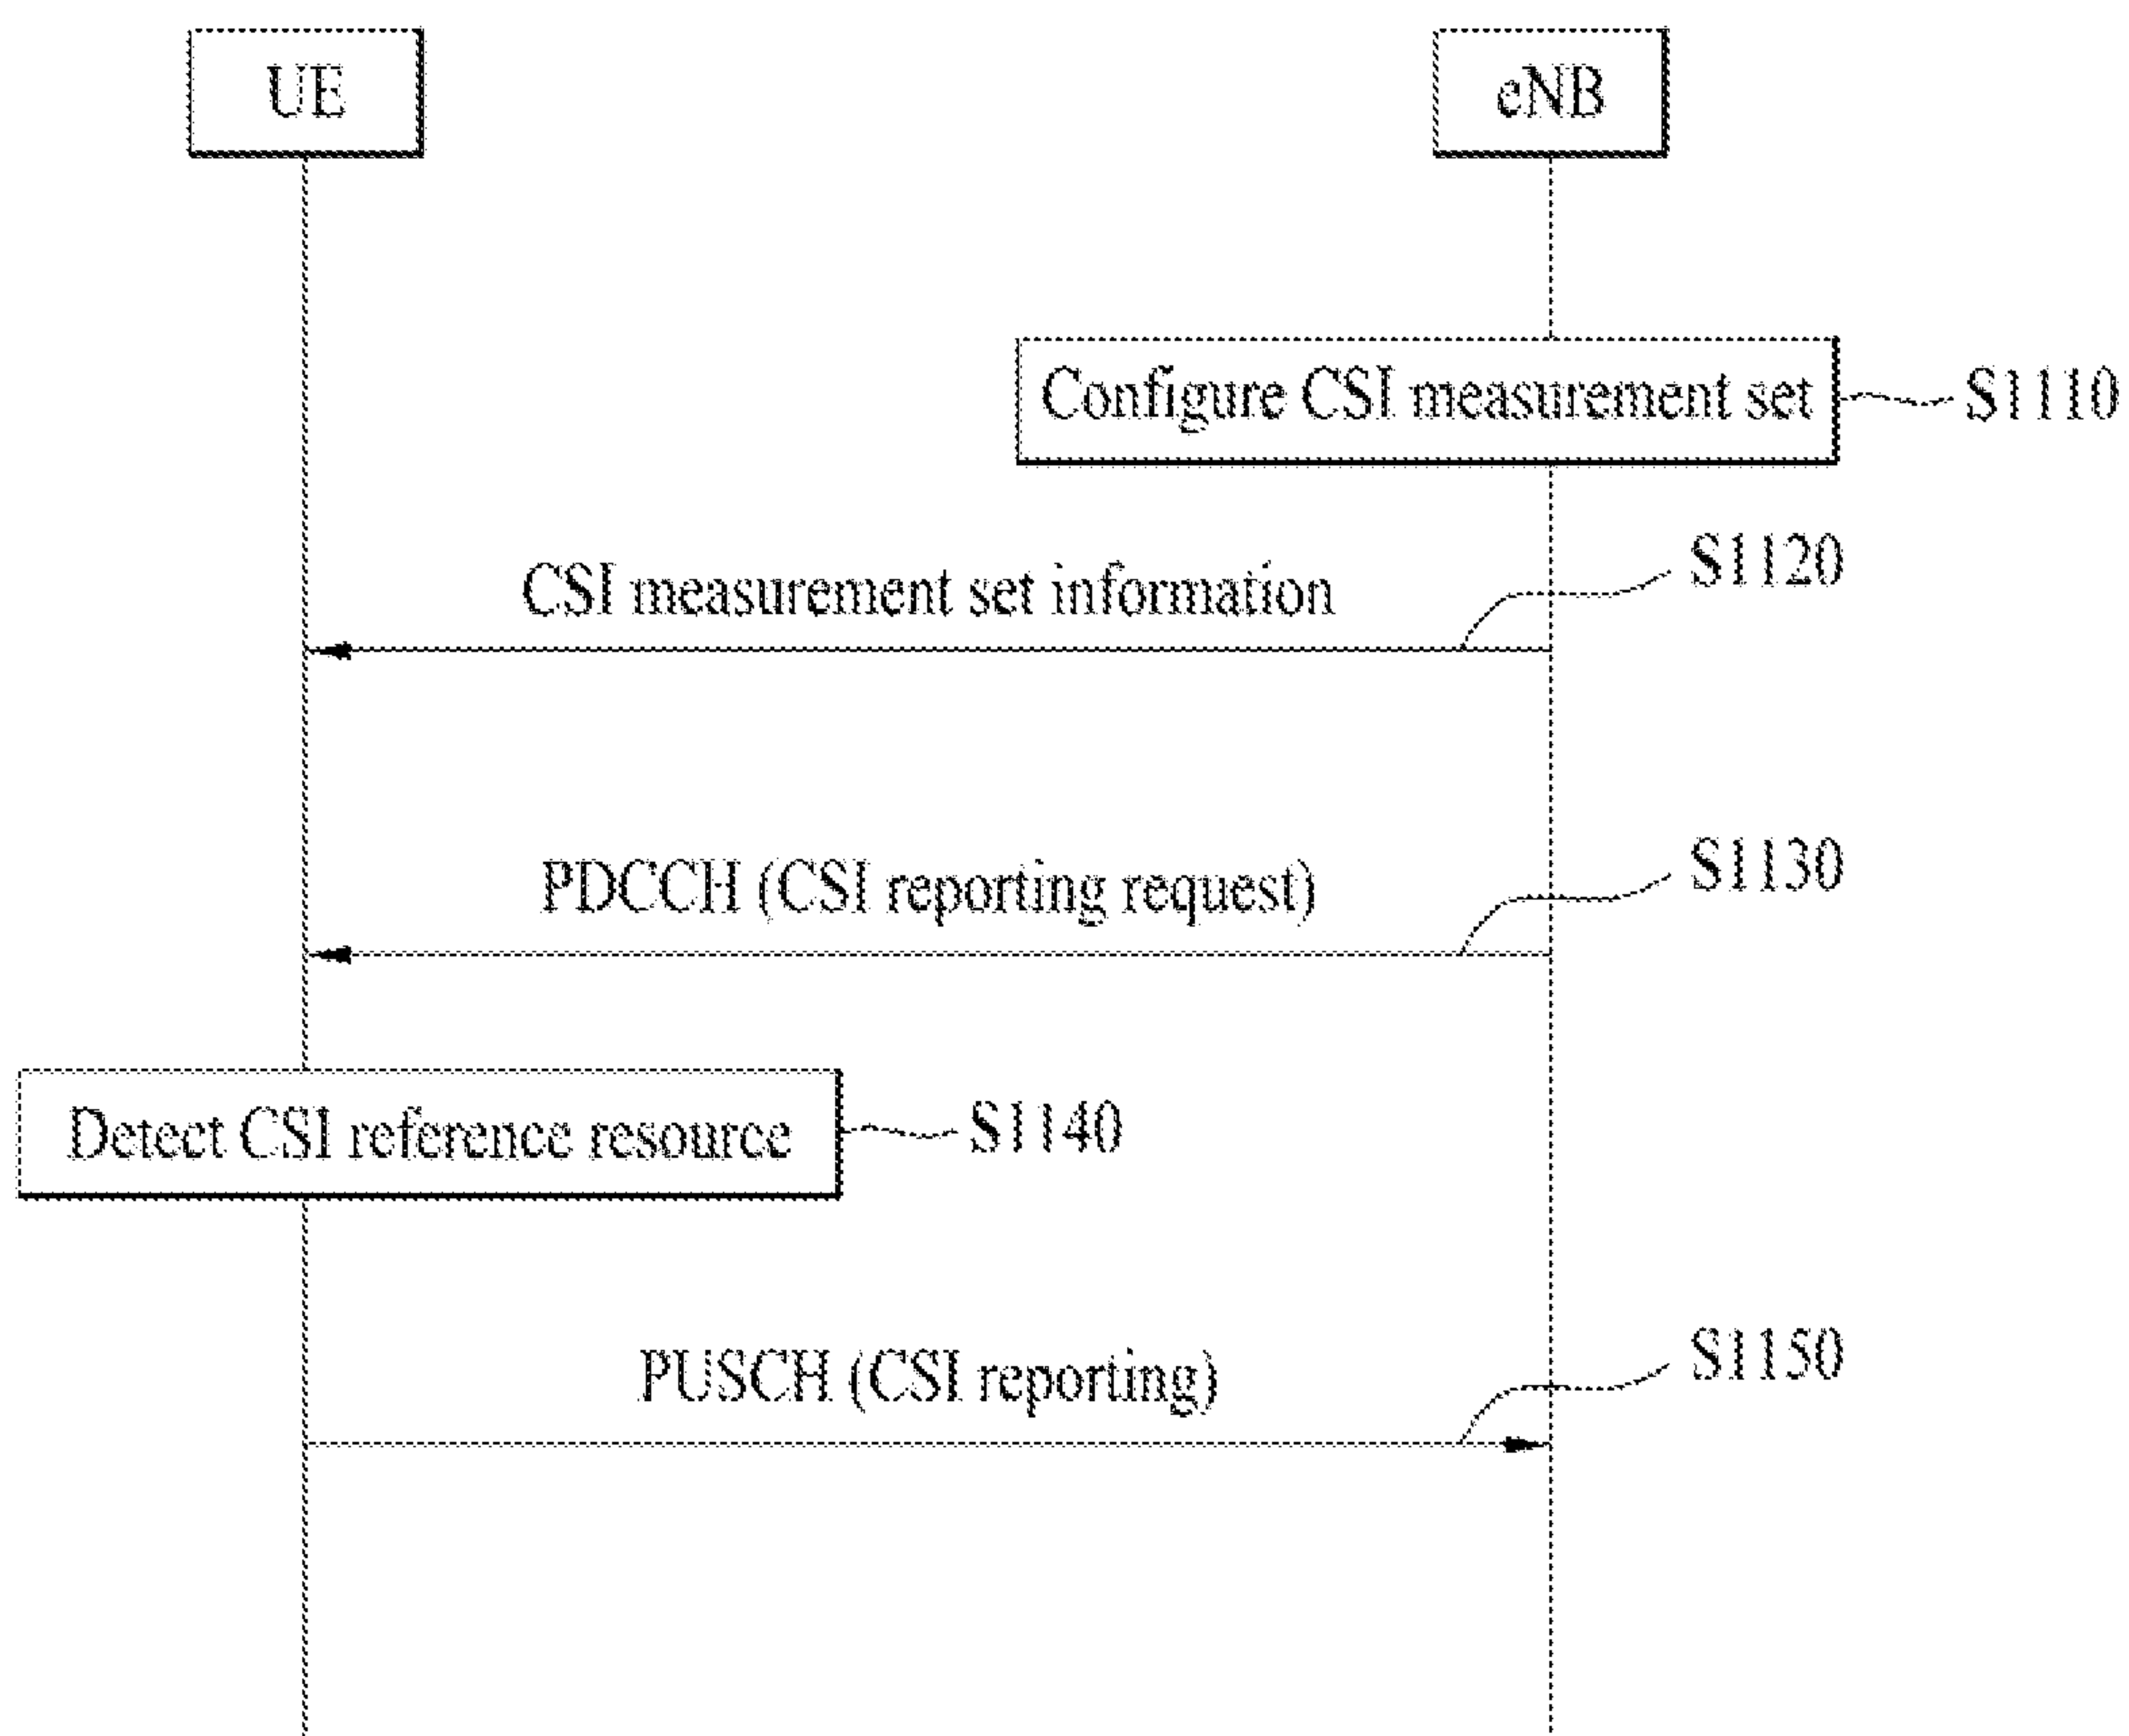 UE
eNB
Configure CSI measurement set
S1110
S1120
CSI measurement set information
S1130
PDCCH (CSI reporting request)
Detect CSI reference resource
S1140
S1150
PUSCH (CSI reporting)